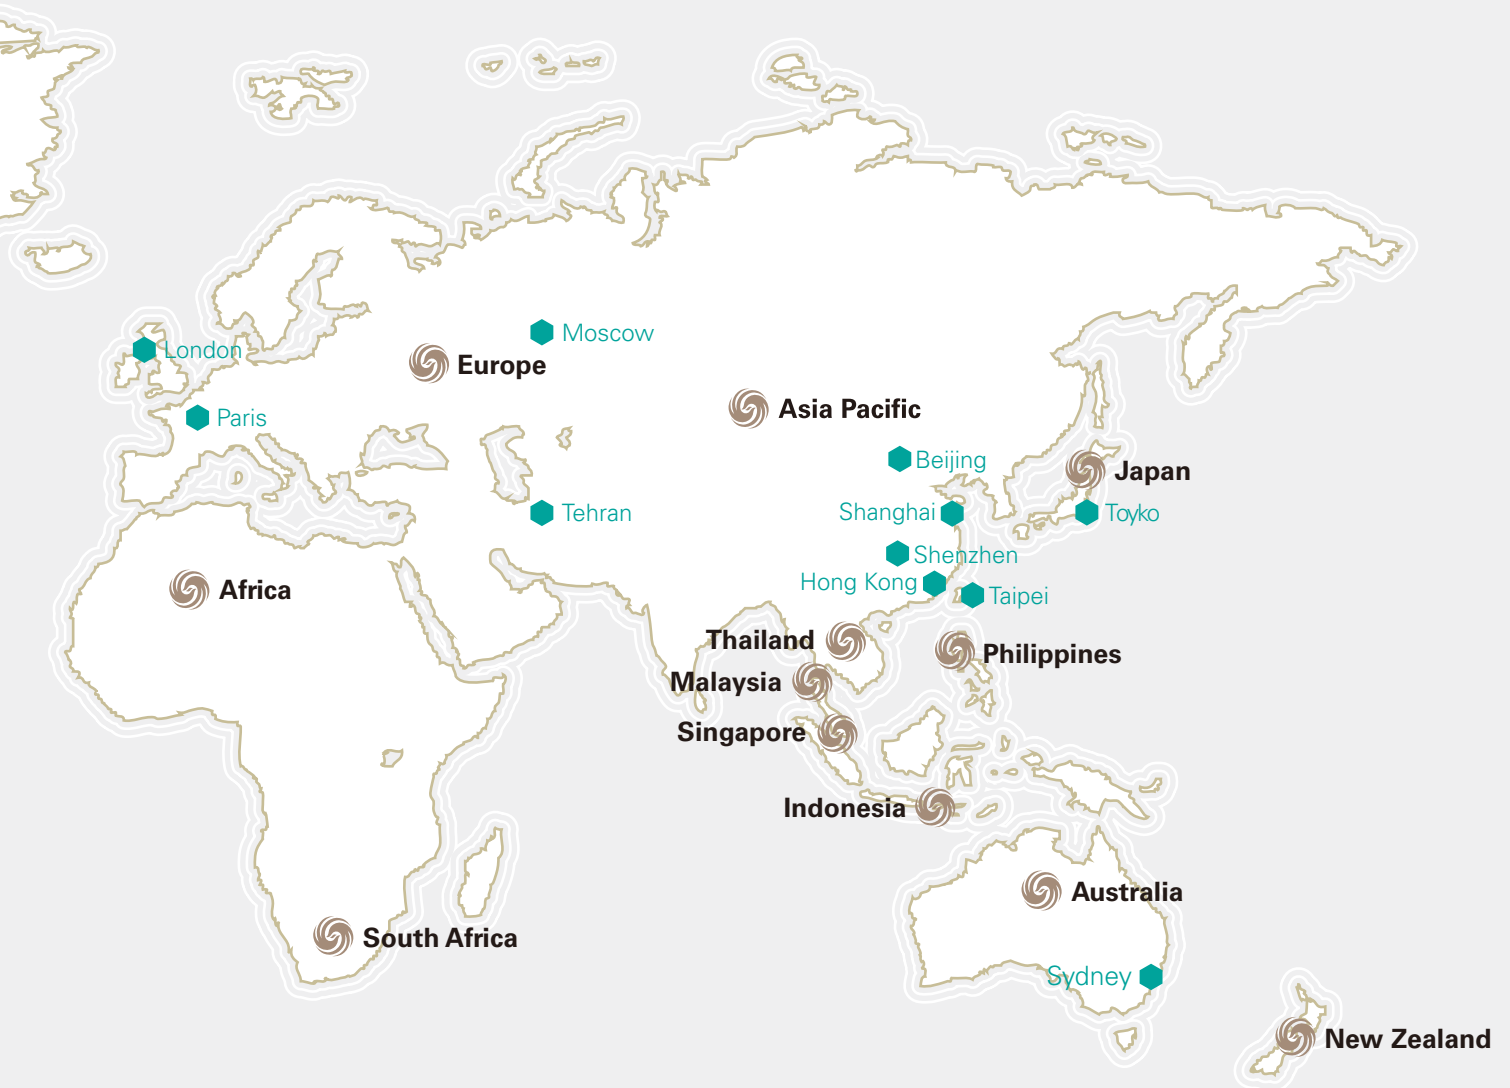 Moscow
London
Europe
Asia Pacific
Paris
Beijing
Japan
Shanghai
Toyko
Tehran
Shenzhen
Hong Kong
Africa
Taipei
Thailand
Philippines
Malaysia
Singapore
Indonesia
Australia
South Africa
Sydney
New Zealand